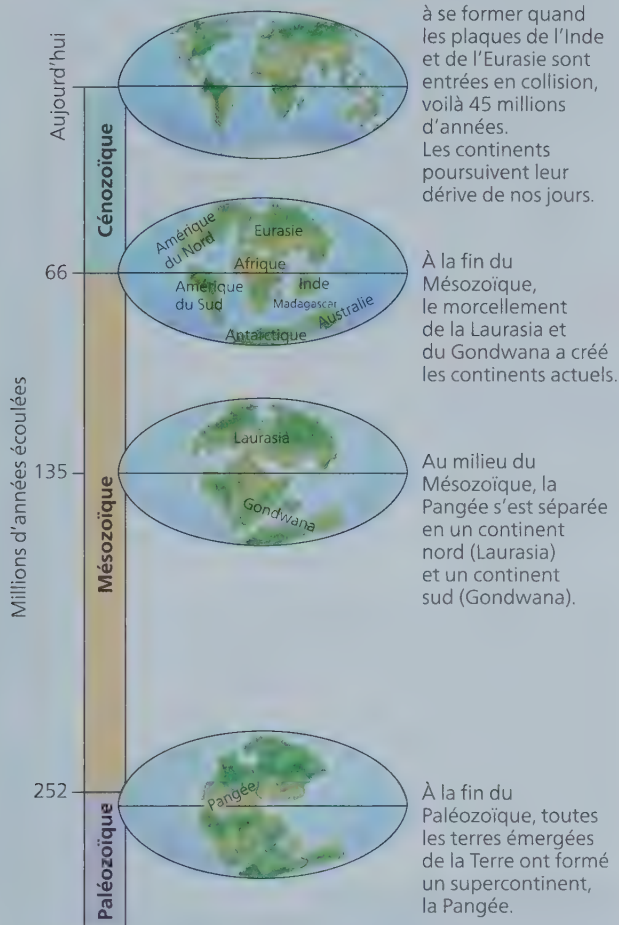 à se former quand
les plaques de l'Inde
et de l'Eurasie sont
entrées en collision,
voilà 45 millions
d'années.
Les continents
poursuivent leur
dérive de nos jours.
Aujourd'hui
Cénozoïque
Amérique
du Nord
Eurasie
Afrique
Amérique
du Sud
Inde
Madagascar
Australie
Antarctique
66
À la fin du
Mésozoïque,
le morcellement
de la Laurasia et
du Gondwana a créé
les continents actuels.
Millions d'années écoulées
Mésozoïque
135
Laurasia
Gondwana
Au milieu du
Mésozoïque, la
Pangée s'est séparée
en un continent
nord (Laurasia)
et un continent
sud (Gondwana).
252
Pangée
Paléozoïque
À la fin du
Paléozoïque, toutes
les terres émergées
de la Terre ont formé
un supercontinent,
la Pangée.